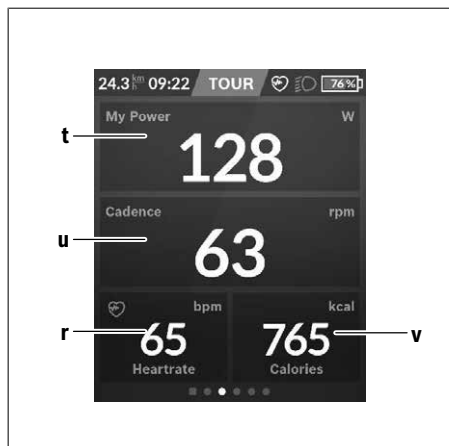 24.3 km/h 09:22 TOUR 76%
My Power W
t
128
Cadence rpm
u
63
bpm kcal
r 65 765 v
Heartrate Calories